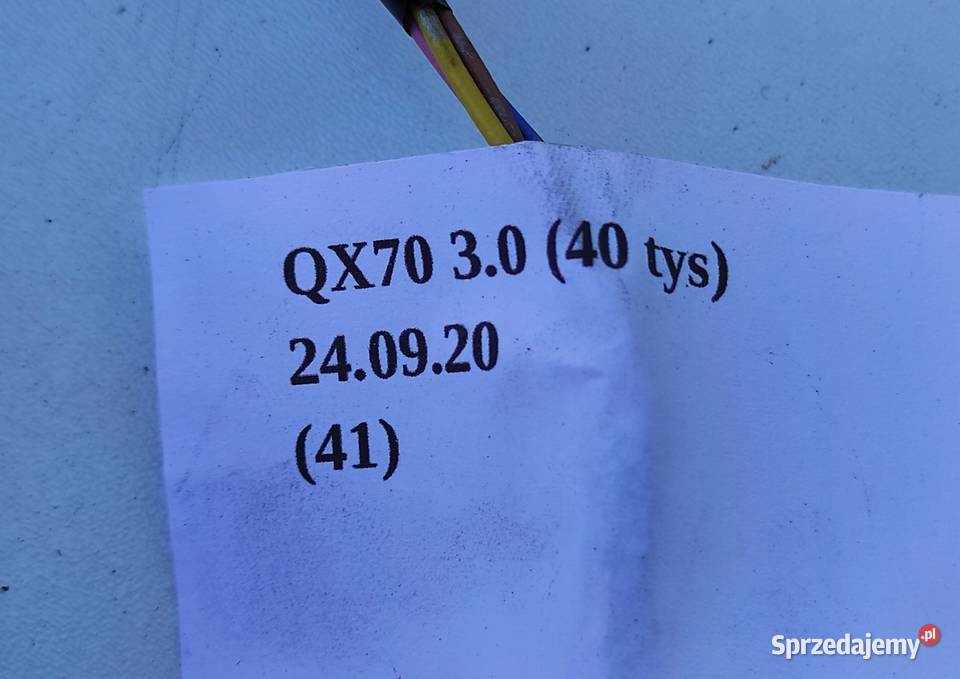 QX70 3.0 (40 tys)
24.09.20
(41)
Sprzedajemy.pl